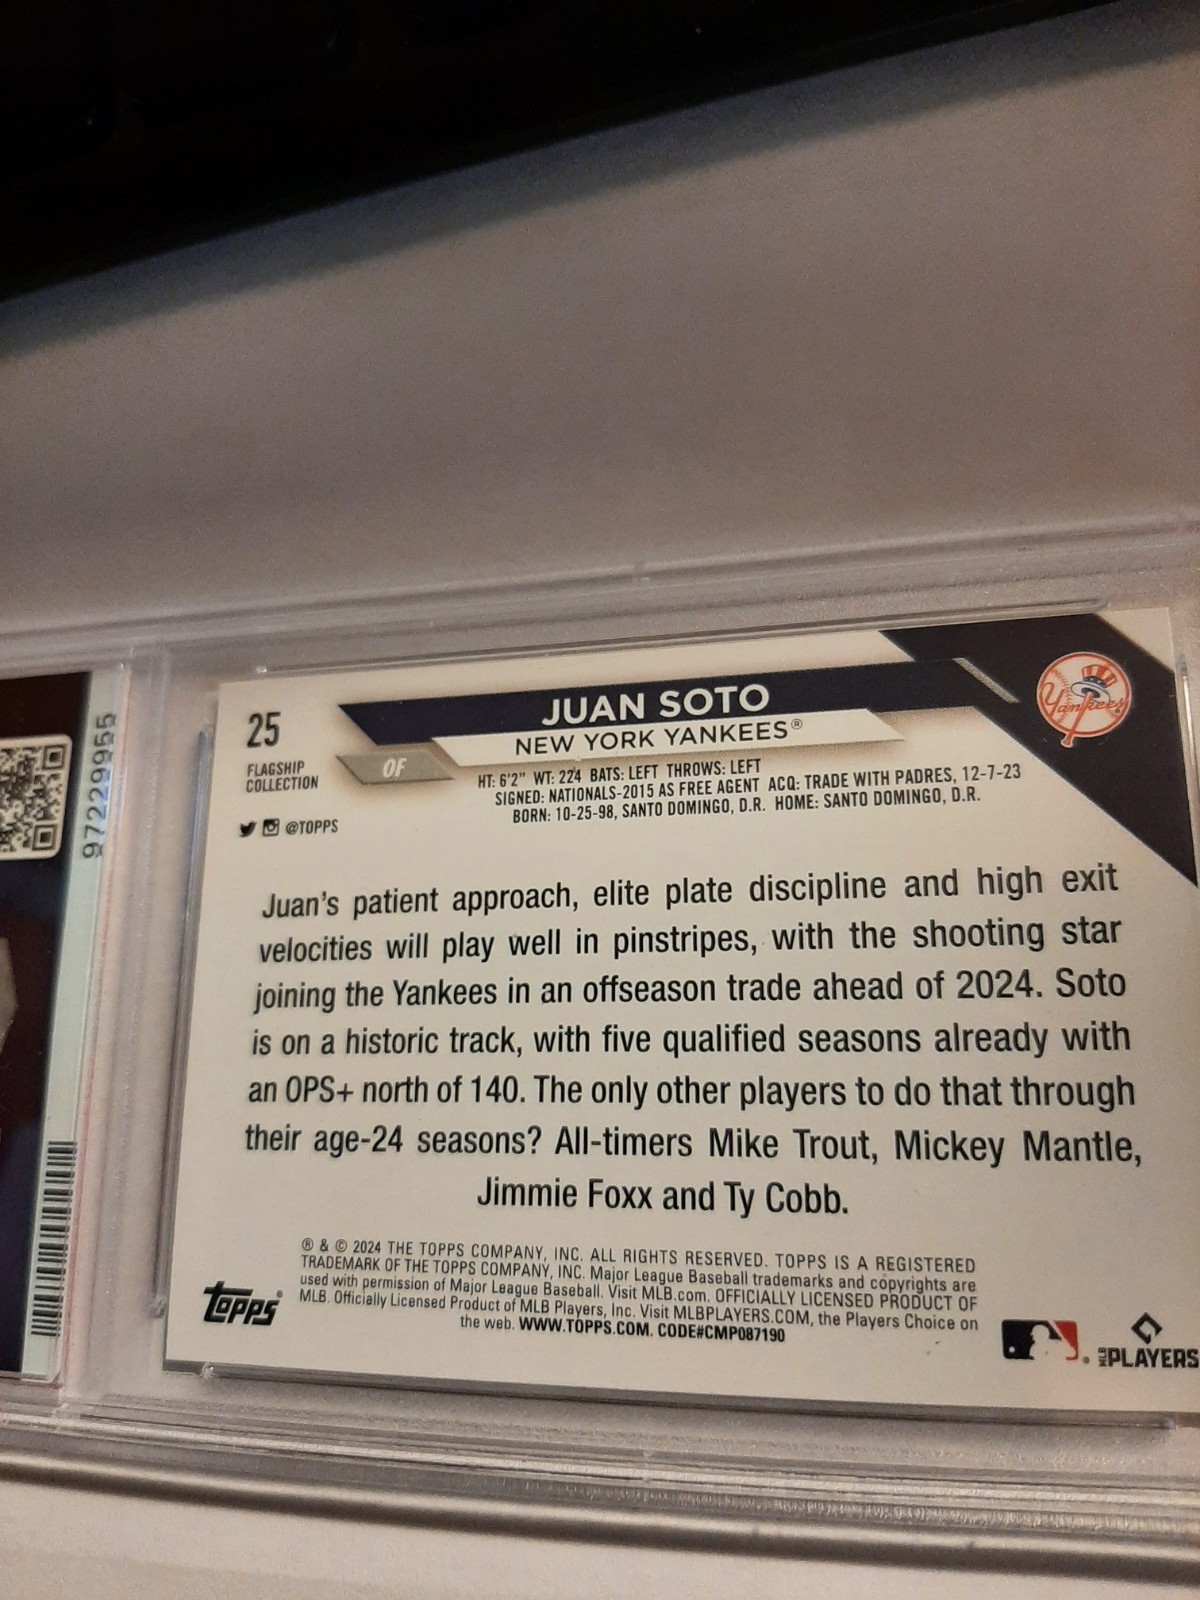 97229955
25
FLAGSHIP
COLLECTION
@TOPPS
OF
JUAN SOTO
NEW YORK YANKEES®
HT: 6'2" WT: 224 BATS: LEFT THROWS: LEFT
SIGNED: NATIONALS-2015 AS FREE AGENT ACQ: TRADE WITH PADRES, 12-7-23
BORN: 10-25-98, SANTO DOMINGO, D.R. HOME: SANTO DOMINGO, D.R.
Yankees
Juan's patient approach, elite plate discipline and high exit
velocities will play well in pinstripes, with the shooting star
joining the Yankees in an offseason trade ahead of 2024. Soto
is on a historic track, with five qualified seasons already with
an OPS+ north of 140. The only other players to do that through
their age-24 seasons? All-timers Mike Trout, Mickey Mantle,
Jimmie Foxx and Ty Cobb.
® & © 2024 THE TOPPS COMPANY, INC. ALL RIGHTS RESERVED. TOPPS IS A REGISTERED
TRADEMARK OF THE TOPPS COMPANY, INC. Major League Baseball trademarks and copyrights are
used with permission of Major League Baseball. Visit MLB.com. OFFICIALLY LICENSED PRODUCT OF
MLB. Officially Licensed Product of MLB Players, Inc. Visit MLBPLAYERS.COM, the Players Choice on
the web. WWW.TOPPS.COM. CODE#CMP087190
topps®
MLB PLAYERS